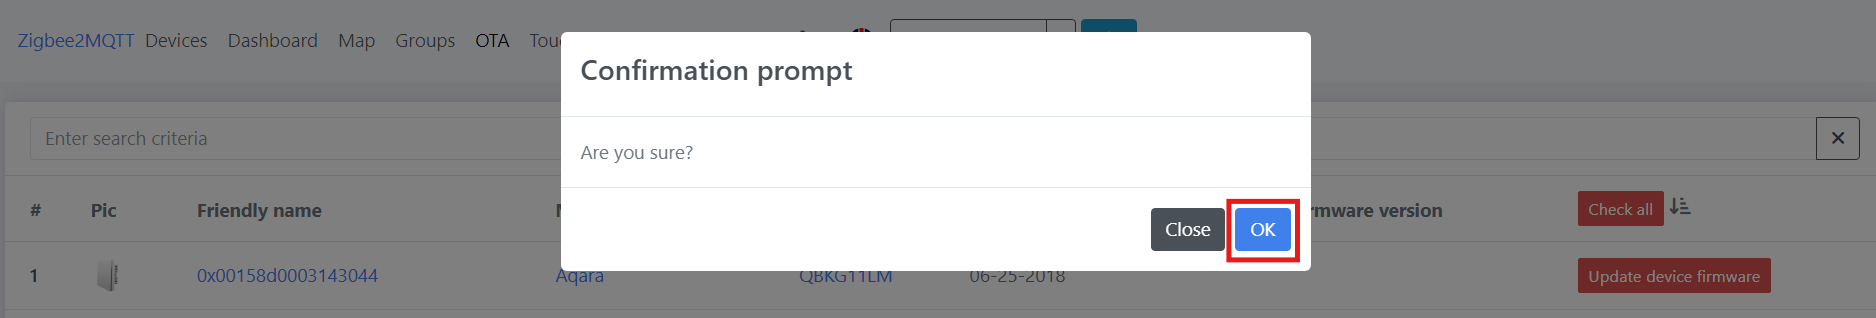 Zigbee2MQTT Devices Dashboard Map Groups OTA
Confirmation prompt
Enter search criteria
Are you sure?
# Pic Friendly name version Check all
Close OK
1 0x00158d0003143044 Aqara QBKG11LM 06-25-2018 Update device firmware